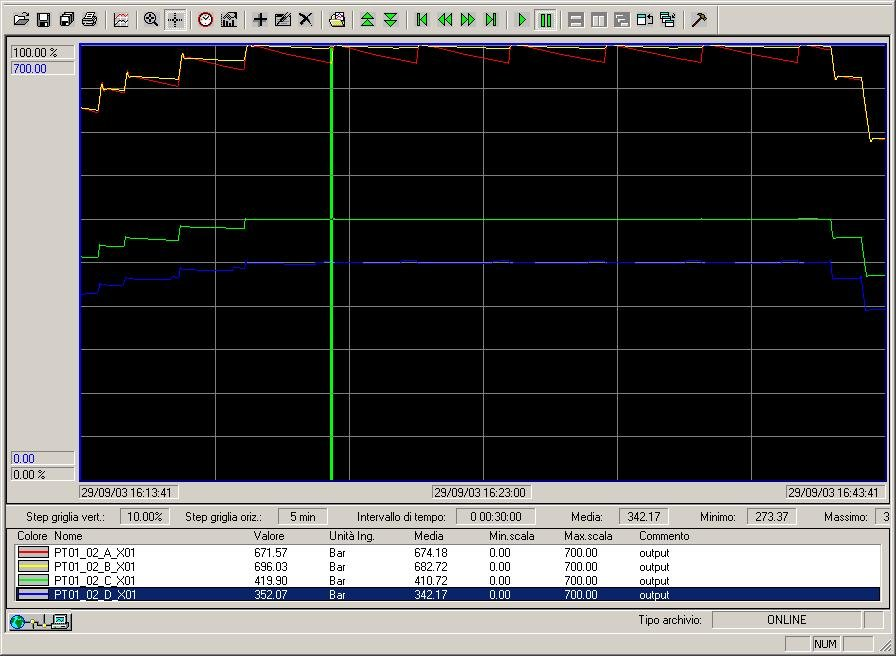 100.00 %
700.00
0.00
0.00 %
29/09/03 16:13:41 29/09/03 16:23:00 29/09/03 16:43:41
Step griglia vert.: 10.00% Step griglia oriz.: 5 min Intervallo di tempo: 0 00:30:00 Media: 342.17 Minimo: 273.37 Massimo: 3
Colore Nome Valore Unità Ing. Media Min.scala Max.scala Commento
PT01_02_A_X01 671.57 Bar 674.18 0.00 700.00 output
PT01_02_B_X01 696.03 Bar 682.72 0.00 700.00 output
PT01_02_C_X01 419.90 Bar 410.72 0.00 700.00 output
PT01_02_D_X01 352.07 Bar 342.17 0.00 700.00 output
Tipo archivio: ONLINE
NUM